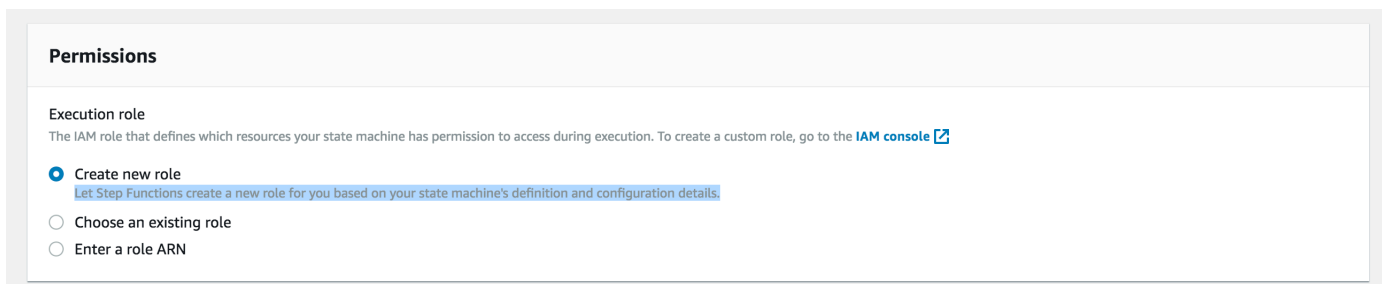 Permissions
Execution role
The IAM role that defines which resources your state machine has permission to access during execution. To create a custom role, go to the IAM console
Create new role
Let Step Functions create a new role for you based on your state machine's definition and configuration details.
Choose an existing role
Enter a role ARN